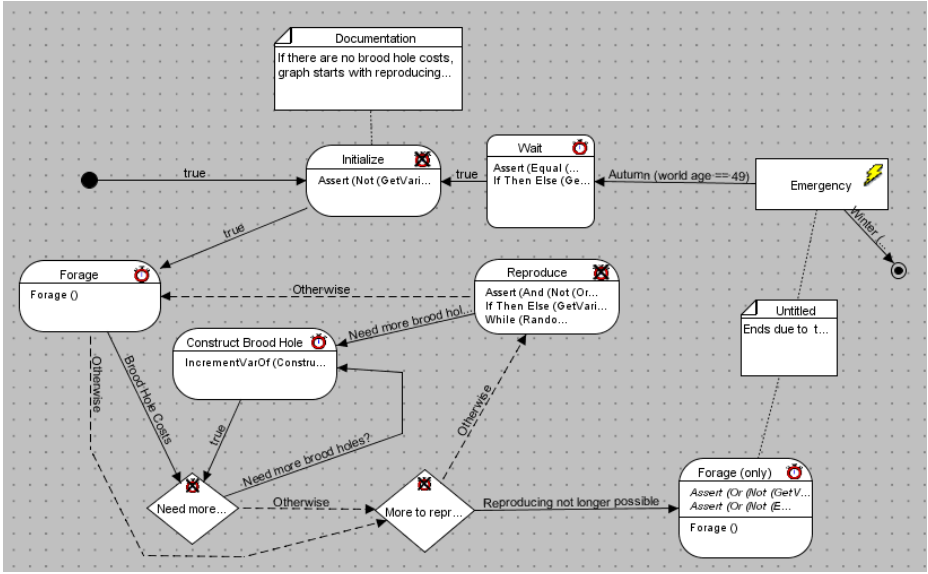 Documentation
If there are no brood hole costs,
graph starts with reproducing...
Initialize
Assert (Not (GetVari...
Wait
Assert (Equal (...
If Then Else (Ge...
true
true
Autumn (world age == 49)
Emergency
Winter (...
true
Forage
Forage ()
Otherwise
Reproduce
Assert (And (Not (Or...
If Then Else (GetVari...
While (Rando...
Need more brood hol...
Untitled
Ends due to t...
Construct Brood Hole
IncrementVarOf (Constru...
Otherwise
Brood Hole Costs
true
Need more brood holes?
Otherwise
Need more...
Otherwise
More to repr...
Reproducing not longer possible
Forage (only)
Assert (Or (Not (GetV...
Assert (Or (Not (E...
Forage ()